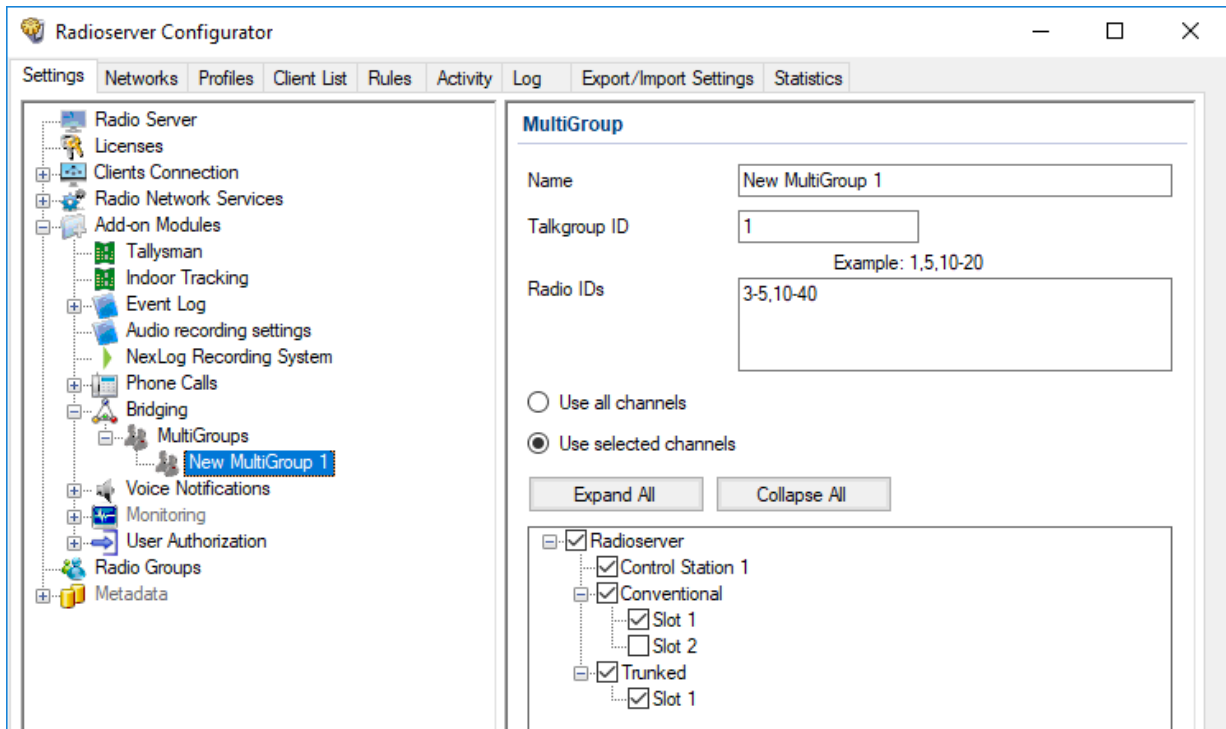 Radioserver Configurator
Settings Networks Profiles Client List Rules Activity Log Export/Import Settings Statistics
Radio Server
Licenses
Clients Connection
Radio Network Services
Add-on Modules
Tallysman
Indoor Tracking
Event Log
Audio recording settings
NexLog Recording System
Phone Calls
Bridging
MultiGroups
New MultiGroup 1
Voice Notifications
Monitoring
User Authorization
Radio Groups
Metadata
MultiGroup
Name New MultiGroup 1
Talkgroup ID 1
Example: 1,5,10-20
Radio IDs 3-5,10-40
Use all channels
Use selected channels
Expand All Collapse All
Radioserver
Control Station 1
Conventional
Slot 1
Slot 2
Trunked
Slot 1